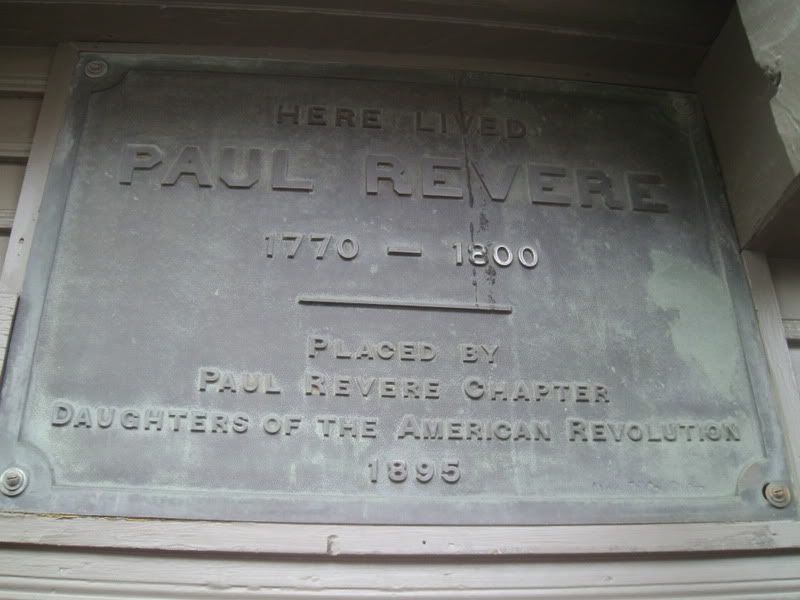 HERE LIVED
PAUL REVERE
1770 — 1800
PLACED BY
PAUL REVERE CHAPTER
DAUGHTERS OF THE AMERICAN REVOLUTION
1895